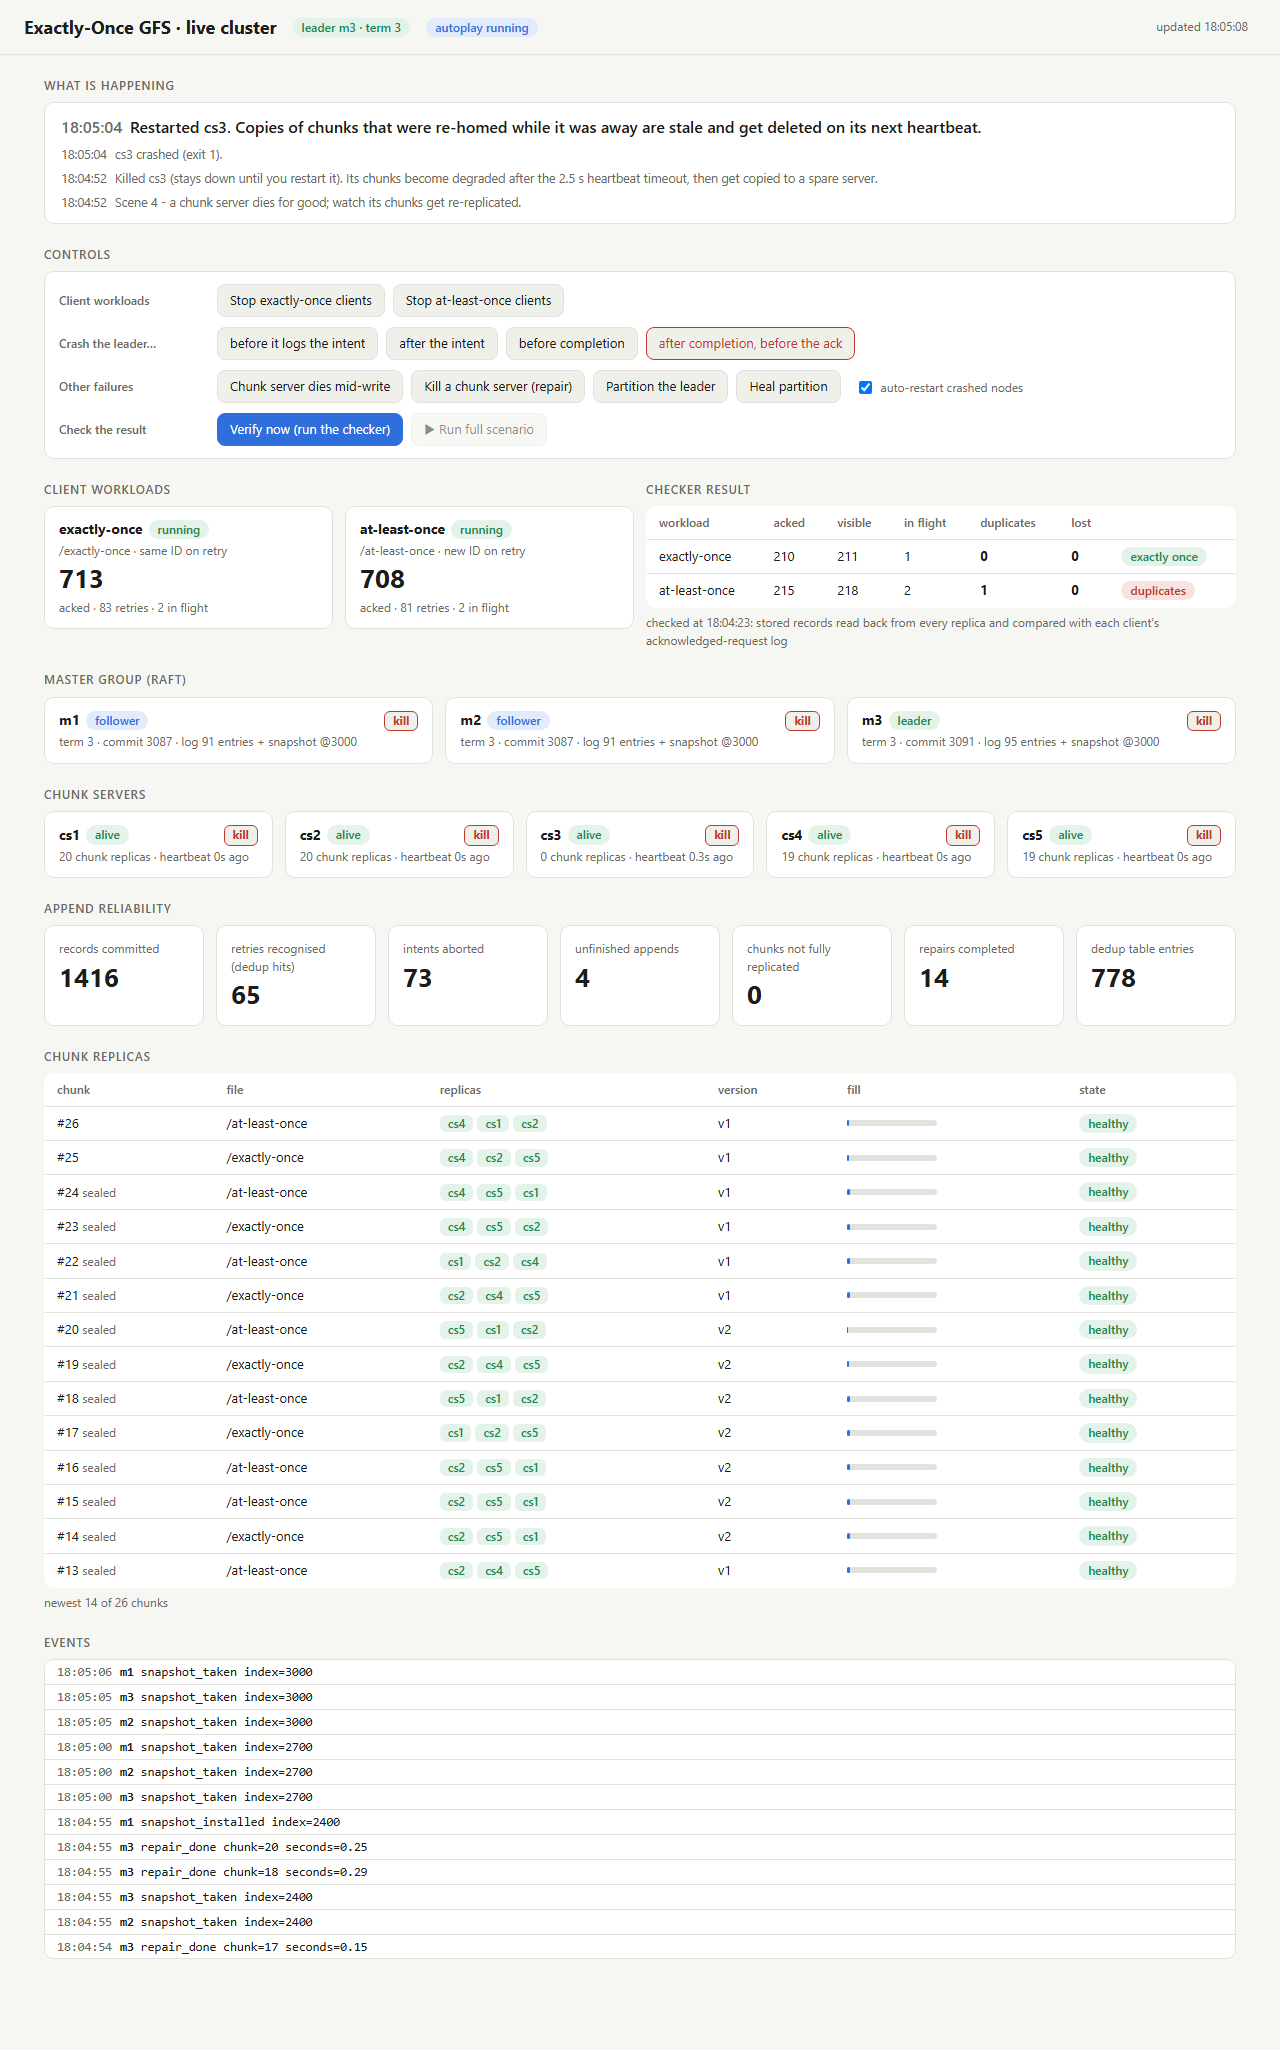 Exactly-Once GFS · live cluster leader m3 · term 3 autoplay running updated 18:05:08
WHAT IS HAPPENING
18:05:04 Restarted cs3. Copies of chunks that were re-homed while it was away are stale and get deleted on its next heartbeat.
18:05:04 cs3 crashed (exit 1).
18:04:52 Killed cs3 (stays down until you restart it). Its chunks become degraded after the 2.5 s heartbeat timeout, then get copied to a spare server.
18:04:52 Scene 4 - a chunk server dies for good; watch its chunks get re-replicated.
CONTROLS
Client workloads Stop exactly-once clients Stop at-least-once clients
Crash the leader... before it logs the intent after the intent before completion after completion, before the ack
Other failures Chunk server dies mid-write Kill a chunk server (repair) Partition the leader Heal partition auto-restart crashed nodes
Check the result Verify now (run the checker) ▶ Run full scenario
CLIENT WORKLOADS
exactly-once running
/exactly-once · same ID on retry
713
acked · 83 retries · 2 in flight
at-least-once running
/at-least-once · new ID on retry
708
acked · 81 retries · 2 in flight
CHECKER RESULT
workload acked visible in flight duplicates lost
exactly-once 210 211 1 0 0 exactly once
at-least-once 215 218 2 1 0 duplicates
checked at 18:04:23: stored records read back from every replica and compared with each client's
acknowledged-request log
MASTER GROUP (RAFT)
m1 follower kill
term 3 · commit 3087 · log 91 entries + snapshot @3000
m2 follower kill
term 3 · commit 3087 · log 91 entries + snapshot @3000
m3 leader kill
term 3 · commit 3091 · log 95 entries + snapshot @3000
CHUNK SERVERS
cs1 alive kill
20 chunk replicas · heartbeat 0s ago
cs2 alive kill
20 chunk replicas · heartbeat 0s ago
cs3 alive kill
0 chunk replicas · heartbeat 0.3s ago
cs4 alive kill
19 chunk replicas · heartbeat 0s ago
cs5 alive kill
19 chunk replicas · heartbeat 0s ago
APPEND RELIABILITY
records committed
1416
retries recognised
(dedup hits)
65
intents aborted
73
unfinished appends
4
chunks not fully
replicated
0
repairs completed
14
dedup table entries
778
CHUNK REPLICAS
chunk file replicas version fill state
#26 /at-least-once cs4 cs1 cs2 v1 healthy
#25 /exactly-once cs4 cs2 cs5 v1 healthy
#24 sealed /at-least-once cs4 cs5 cs1 v1 healthy
#23 sealed /exactly-once cs4 cs5 cs2 v1 healthy
#22 sealed /at-least-once cs1 cs2 cs4 v1 healthy
#21 sealed /exactly-once cs2 cs4 cs5 v1 healthy
#20 sealed /at-least-once cs5 cs1 cs2 v2 healthy
#19 sealed /exactly-once cs2 cs4 cs5 v2 healthy
#18 sealed /at-least-once cs5 cs1 cs2 v2 healthy
#17 sealed /exactly-once cs1 cs2 cs5 v2 healthy
#16 sealed /at-least-once cs2 cs5 cs1 v2 healthy
#15 sealed /at-least-once cs2 cs5 cs1 v2 healthy
#14 sealed /exactly-once cs2 cs5 cs1 v2 healthy
#13 sealed /at-least-once cs2 cs4 cs5 v1 healthy
newest 14 of 26 chunks
EVENTS
18:05:06 m1 snapshot_taken index=3000
18:05:05 m3 snapshot_taken index=3000
18:05:05 m2 snapshot_taken index=3000
18:05:00 m1 snapshot_taken index=2700
18:05:00 m2 snapshot_taken index=2700
18:05:00 m3 snapshot_taken index=2700
18:04:55 m1 snapshot_installed index=2400
18:04:55 m3 repair_done chunk=20 seconds=0.25
18:04:55 m3 repair_done chunk=18 seconds=0.29
18:04:55 m3 snapshot_taken index=2400
18:04:55 m2 snapshot_taken index=2400
18:04:54 m3 repair_done chunk=17 seconds=0.15